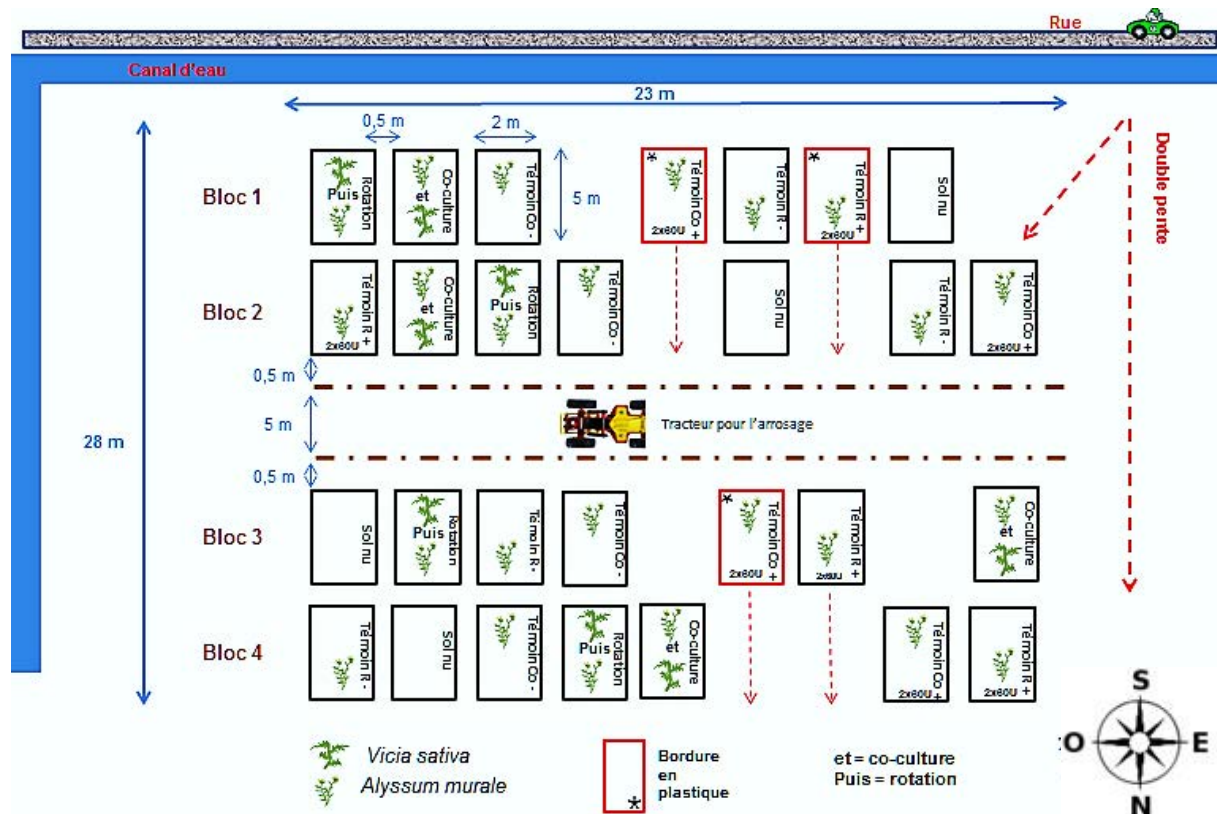 Rue
Canal d'eau
23 m
0,5 m
2 m
Double pente
Bloc 1
Puis
Rotation
et
Co-culture
Témoin Co -
5 m
*
Témoin Co +
2x60U
Témoin R -
*
Témoin R +
2x60U
Sol nu
Bloc 2
Témoin R +
2x60U
et
Co-culture
Puis
Rotation
Témoin Co -
Sol nu
Témoin R -
Témoin Co +
2x60U
0,5 m
5 m
Tracteur pour l'arrosage
28 m
0,5 m
Bloc 3
Sol nu
Puis
Rotation
Témoin R -
Témoin Co -
*
Témoin Co +
2x60U
Témoin R +
2x60U
Co-culture
et
Bloc 4
Témoin R -
Sol nu
Témoin Co -
Puis
Rotation
et
Co-culture
Témoin Co +
2x60U
Témoin R +
2x60U
S
O
E
N
Vicia sativa
Alyssum murale
*
Bordure
en
plastique
et = co-culture
Puis = rotation